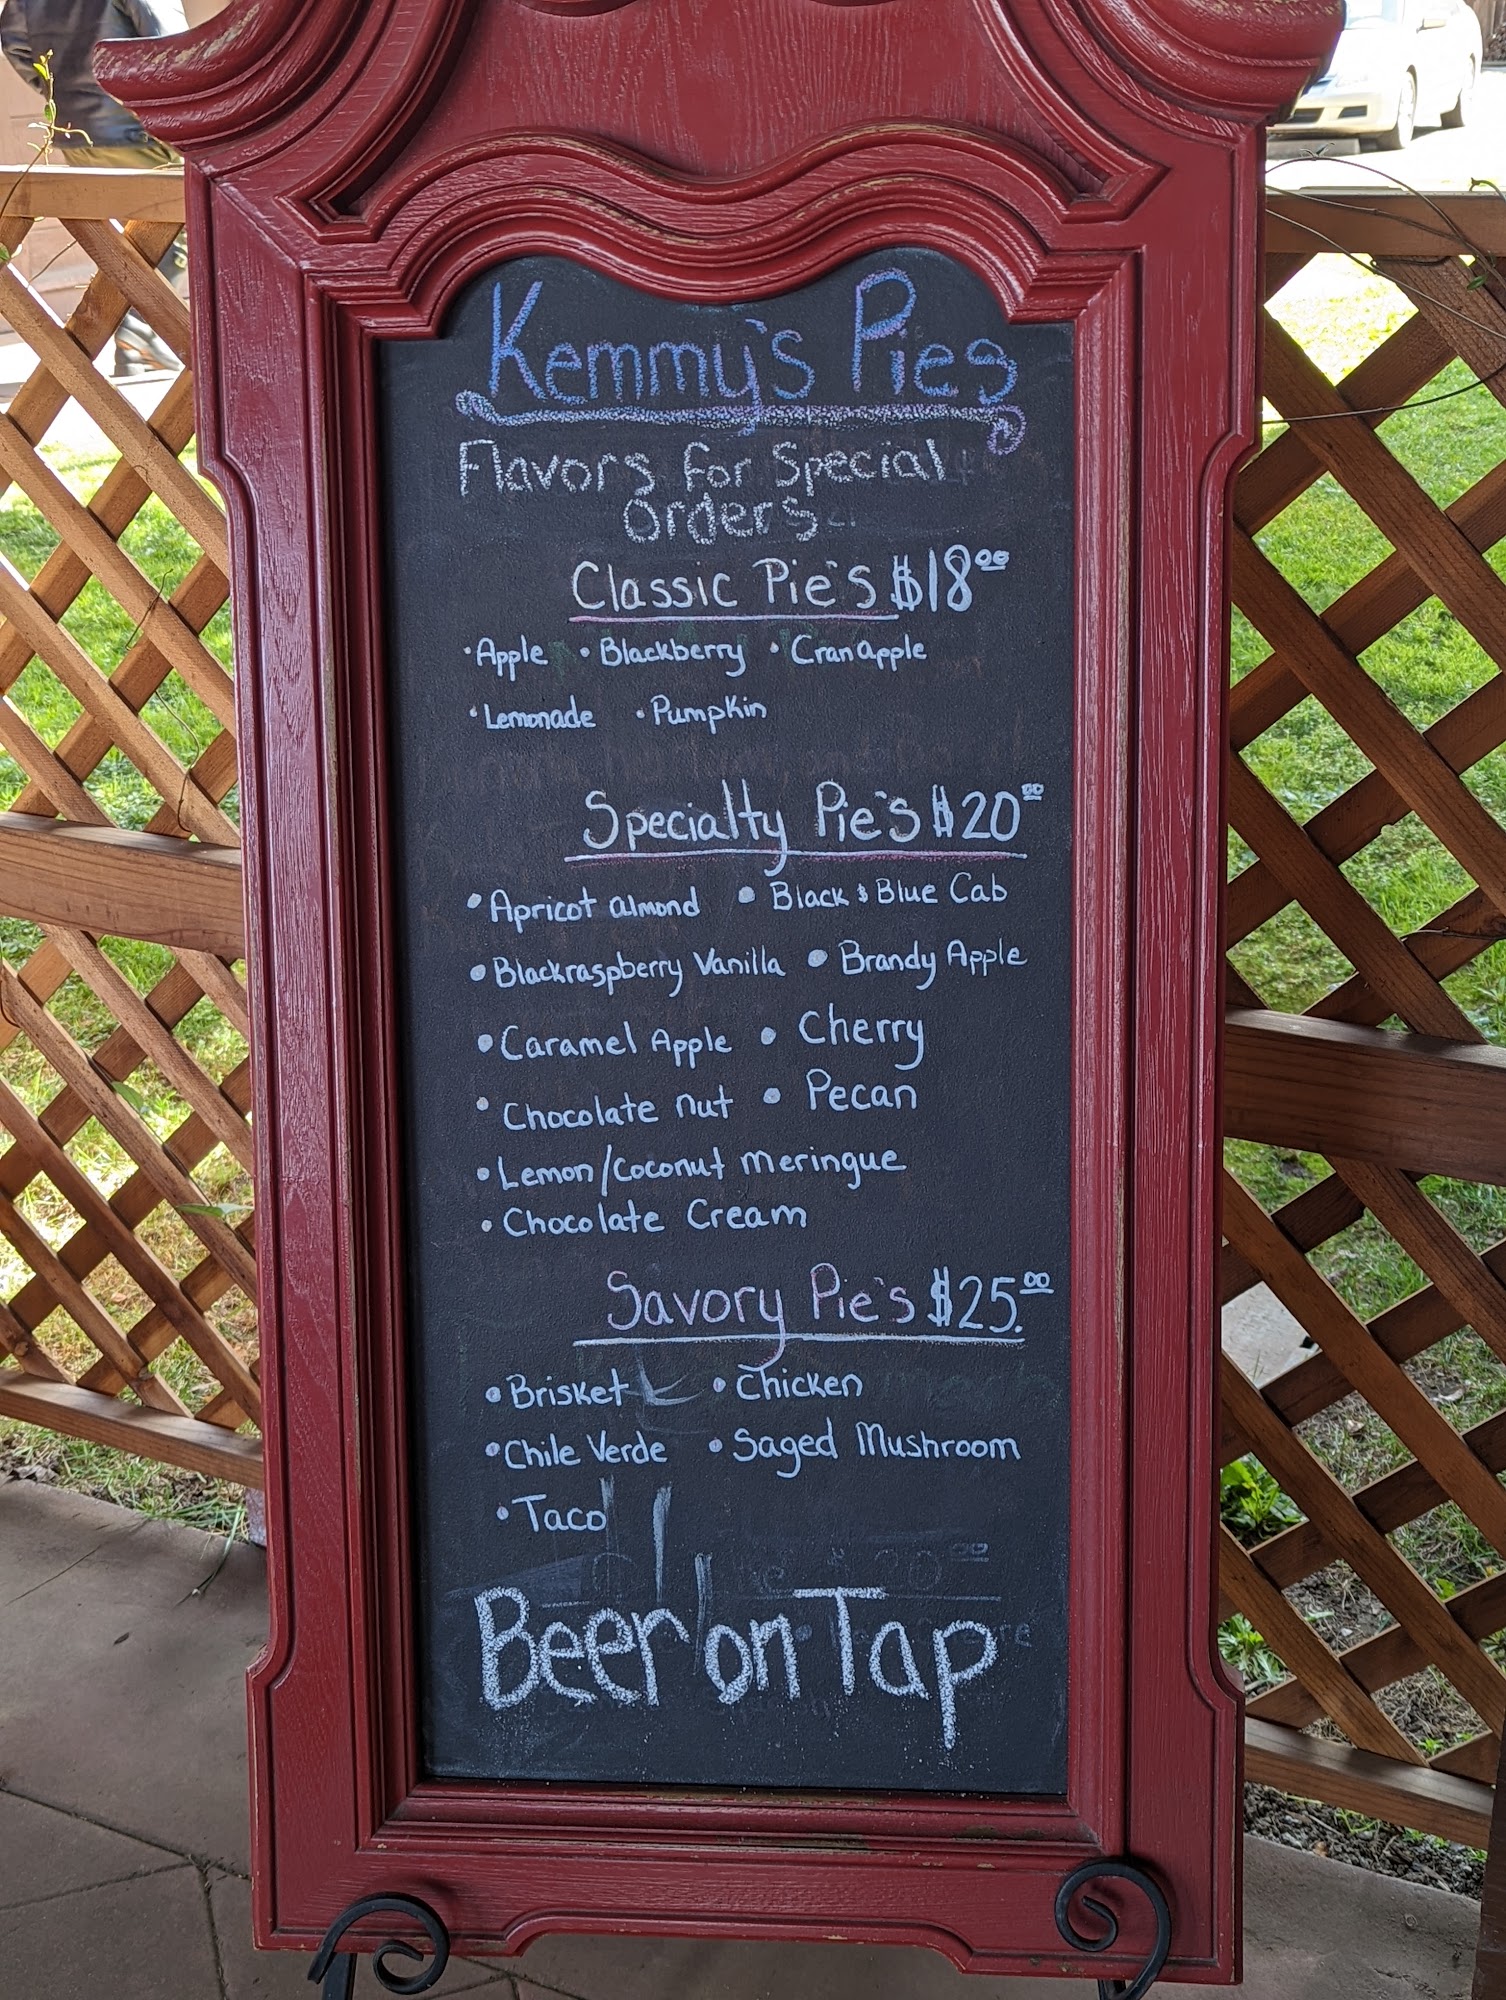 Kemmy's Pies
Flavors for Special
orders
Classic Pie's $18.00
• Apple • Blackberry • Cranapple
• Lemonade • Pumpkin
Specialty Pie's $20.00
• Apricot almond • Black & Blue Cab
• Blackraspberry Vanilla • Brandy Apple
• Caramel Apple • Cherry
• Chocolate nut • Pecan
• Lemon/Coconut meringue
• Chocolate Cream
Savory Pie's $25.00
• Brisket • Chicken
• Chile Verde • Saged Mushroom
• Taco
Beer on Tap